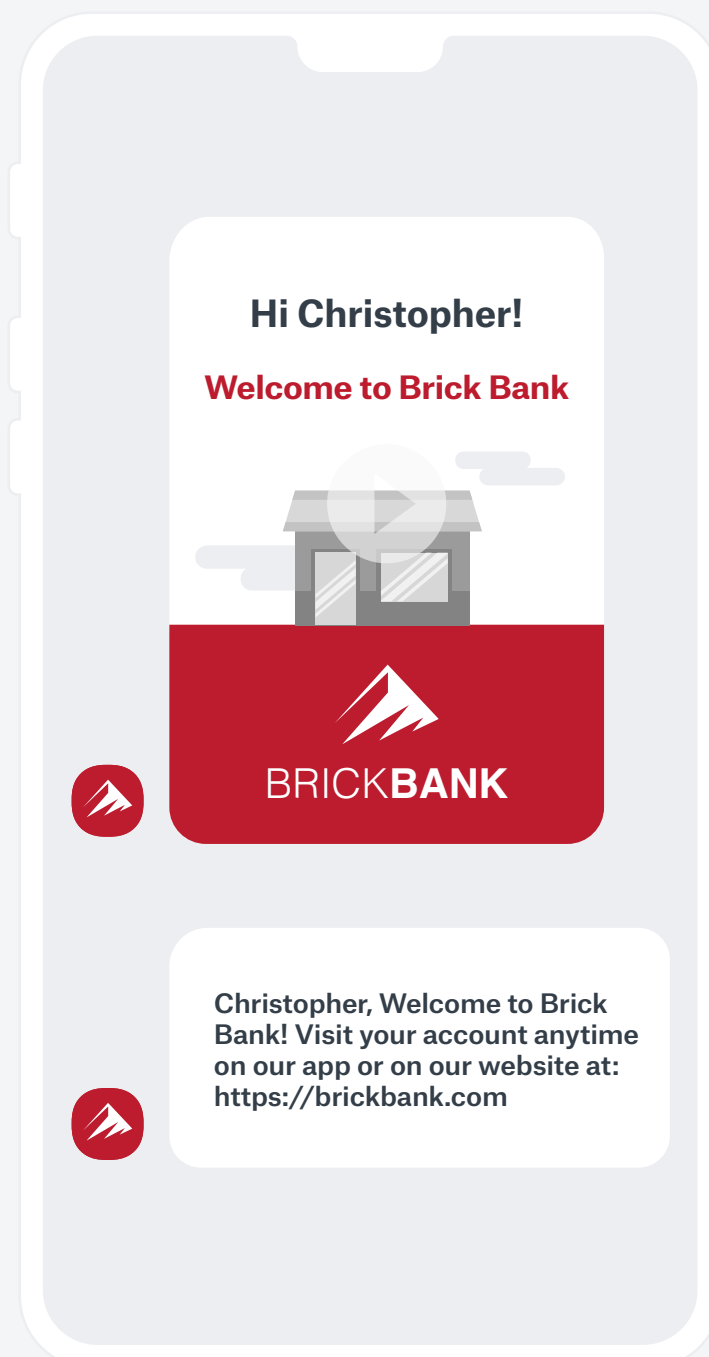 Hi Christopher!
Welcome to Brick Bank
BRICKBANK
Christopher, Welcome to Brick
Bank! Visit your account anytime
on our app or on our website at:
https://brickbank.com